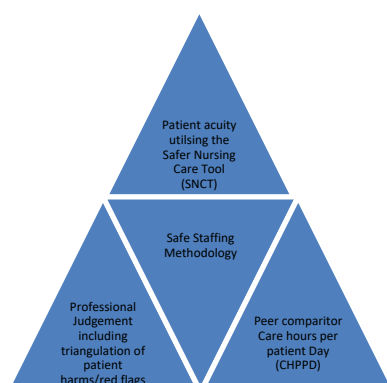 Patient acuity
utilsing the
Safer Nursing
Care Tool
(SNCT)
Safe Staffing
Methodology
Professional
Judgement
including
triangulation of
patient
harms/red flags
Peer comparitor
Care hours per
patient Day
(CHPPD)